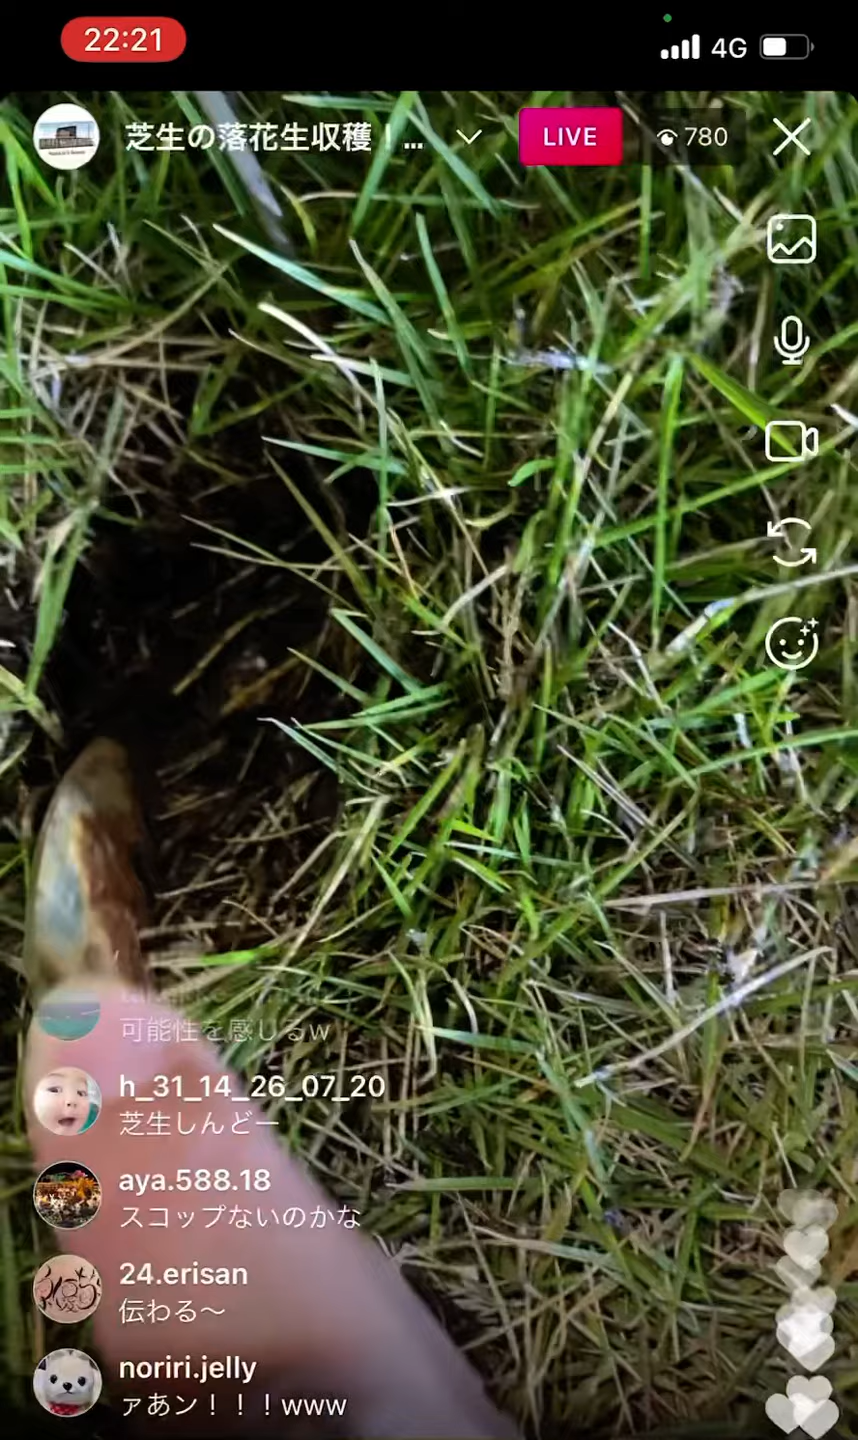 22:21
4G
芝生の落花生収穫！...
LIVE
780
可能性を感じるw
h_31_14_26_07_20
芝生しんどー
aya.588.18
スコップないのかな
24.erisan
伝わる〜
noriri.jelly
ァあン！！！www